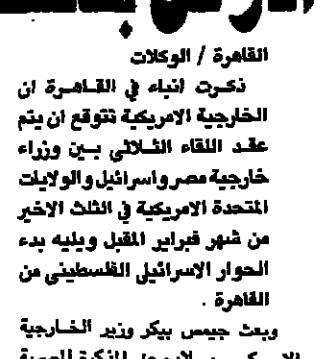 القاهرة / الوكلات
ذكرت انباء في القاهرة ان
الخارجية الامريكية تتوقع ان يتم
عقد اللقاء الثلاثي بين وزراء
خارجية مصر واسرائيل والولايات
المتحدة الامريكية في الثلث الاخير
من شهر فبراير المقبل ويليه بدء
الحوار الاسرائيلي الفلسطيني من
القاهرة .
وبعث جيمس بيكر وزير الخارجية